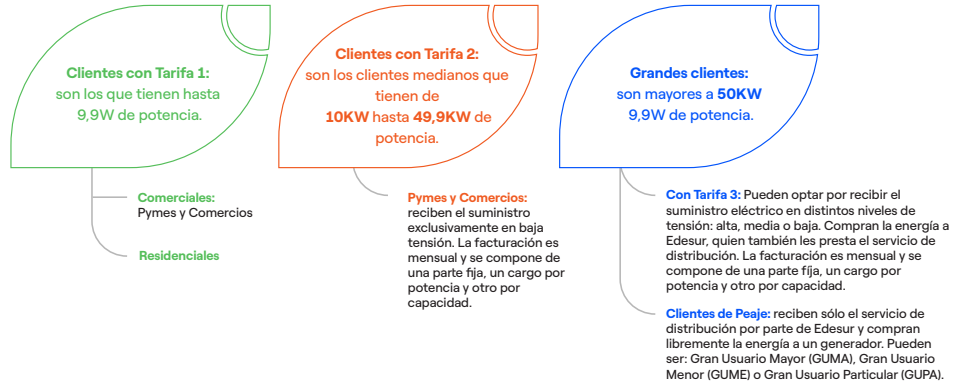 Clientes con Tarifa 1:
son los que tienen hasta
9,9W de potencia.
Comerciales:
Pymes y Comercios
Residenciales
Clientes con Tarifa 2:
son los clientes medianos que
tienen de
10KW hasta 49,9KW de
potencia.
Pymes y Comercios:
reciben el suministro
exclusivamente en baja
tensión. La facturación es
mensual y se compone de
una parte fija, un cargo por
potencia y otro por
capacidad.
Grandes clientes:
son mayores a 50KW
9,9W de potencia.
Con Tarifa 3: Pueden optar por recibir el
suministro eléctrico en distintos niveles de
tensión: alta, media o baja. Compran la energía a
Edesur, quien también les presta el servicio de
distribución. La facturación es mensual y se
compone de una parte fíja, un cargo por
potencia y otro por capacidad.
Clientes de Peaje: reciben sólo el servicio de
distribución por parte de Edesur y compran
libremente la energía a un generador. Pueden
ser: Gran Usuario Mayor (GUMA), Gran Usuario
Menor (GUME) o Gran Usuario Particular (GUPA).